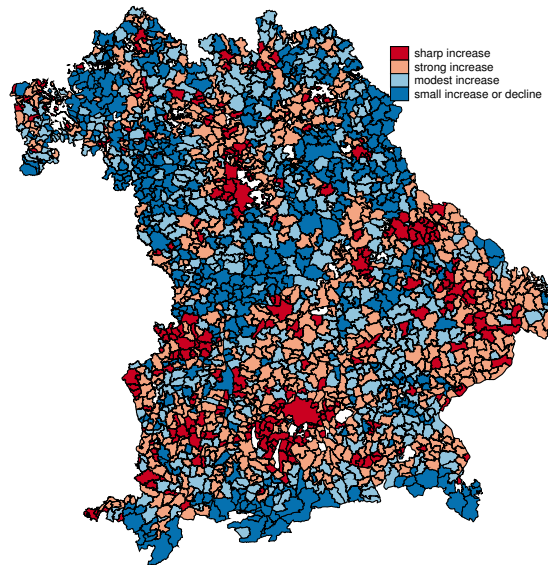 sharp increase
strong increase
modest increase
small increase or decline